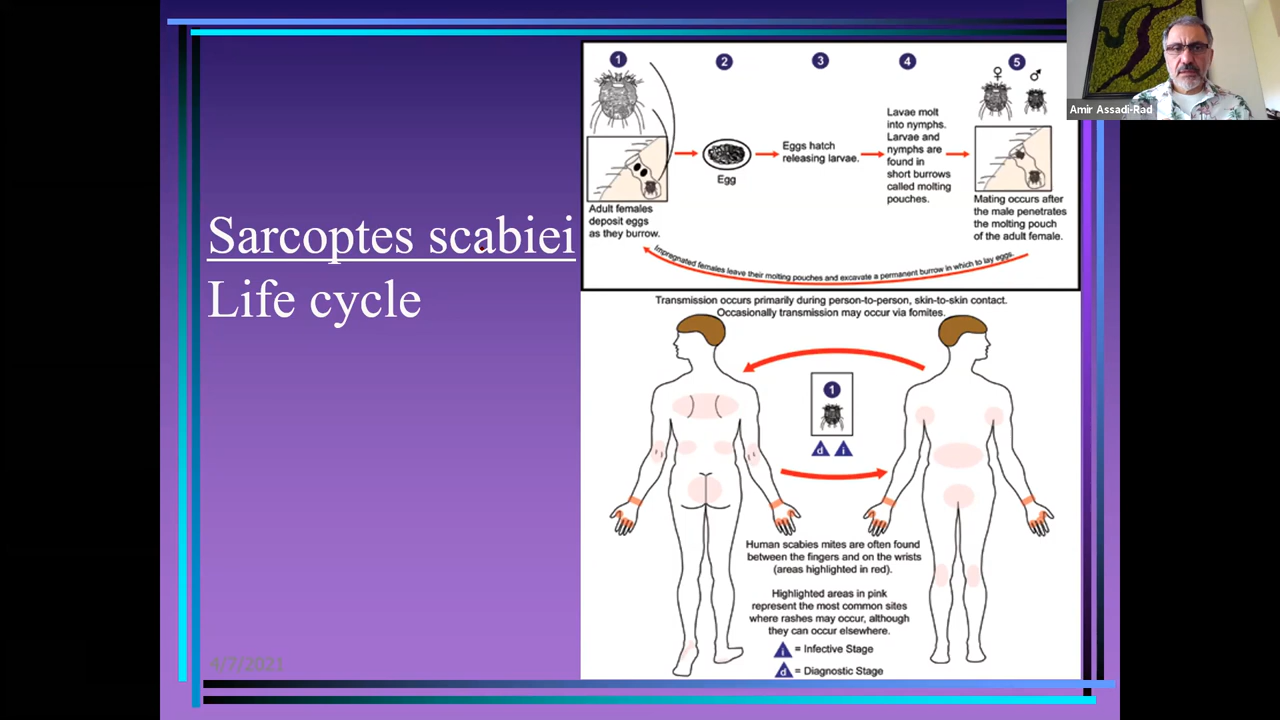 Sarcoptes scabiei
Life cycle
4/7/2021
1
2
3
4
5
♀
♂
Adult females
deposit eggs
as they burrow.
Egg
Eggs hatch
releasing larvae.
Lavae molt
into nymphs.
Larvae and
nymphs are
found in
short burrows
called molting
pouches.
Mating occurs after
the male penetrates
the molting pouch
of the adult female.
Impregnated females leave their molting pouches and excavate a permanent burrow in which to lay eggs.
Transmission occurs primarily during person-to-person, skin-to-skin contact.
Occasionally transmission may occur via fomites.
1
d
i
Human scabies mites are often found
between the fingers and on the wrists
(areas highlighted in red).
Highlighted areas in pink
represent the most common sites
where rashes may occur, although
they can occur elsewhere.
i = Infective Stage
d = Diagnostic Stage
Amir Assadi-Rad